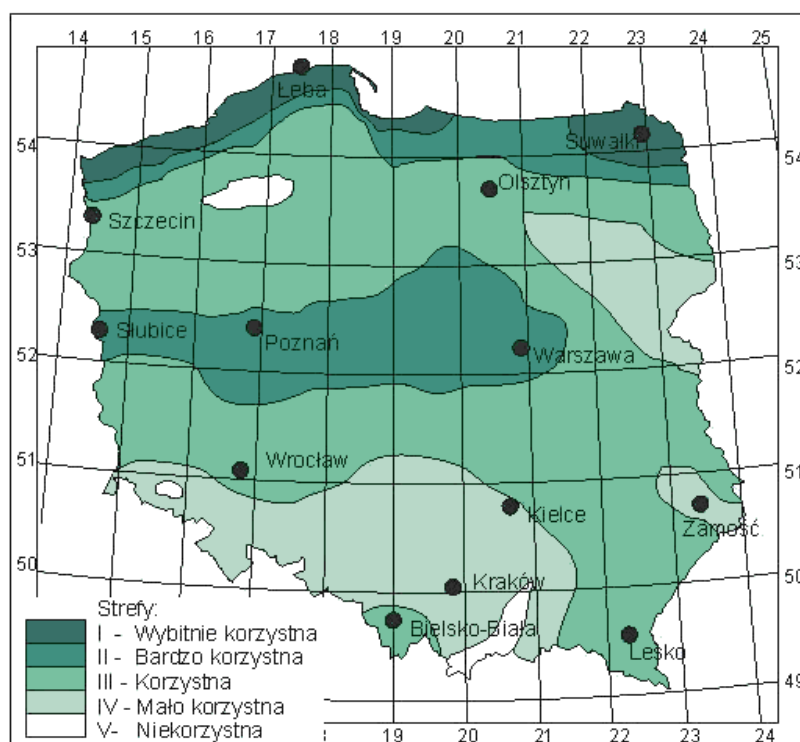 14 15 16 17 18 19 20 21 22 23 24 25
Łeba
54 Suwałki 54
Olsztyn
Szczecin
53 53
Słubice Poznań Warszawa
52 52
Wrocław
51 51
Kielce Zamość
50 50
Kraków
Strefy:
I - Wybitnie korzystna Bielsko-Biała
II - Bardzo korzystna Lesko
III - Korzystna
49
IV - Mało korzystna
V- Niekorzystna
19 20 21 22 23 24